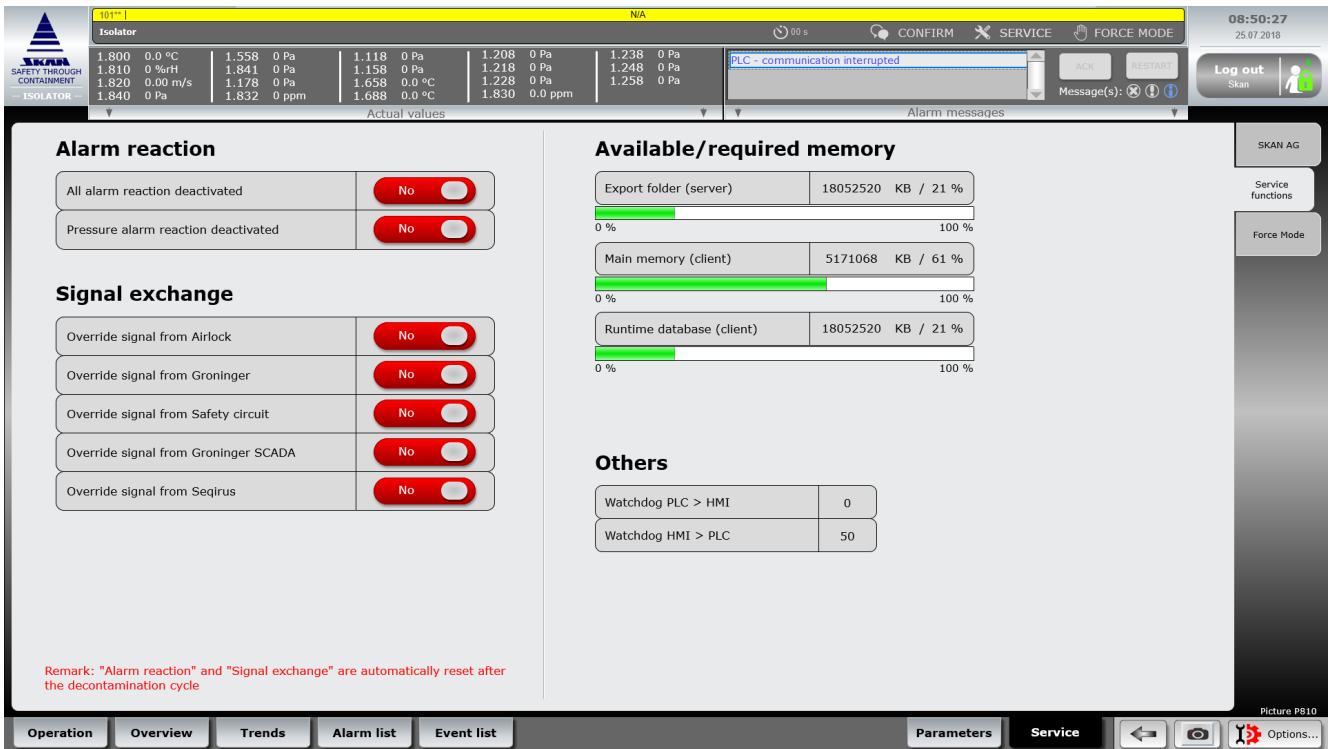 101** |
N/A
Isolator
00 s
CONFIRM
SERVICE
FORCE MODE
08:50:27
25.07.2018
SKAN
SAFETY THROUGH
CONTAINMENT
ISOLATOR
1.800 0.0 °C
1.810 0 %rH
1.820 0.00 m/s
1.840 0 Pa
1.558 0 Pa
1.841 0 Pa
1.178 0 Pa
1.832 0 ppm
1.118 0 Pa
1.158 0 Pa
1.658 0.0 °C
1.688 0.0 °C
1.208 0 Pa
1.218 0 Pa
1.228 0 Pa
1.830 0.0 ppm
1.238 0 Pa
1.248 0 Pa
1.258 0 Pa
PLC - communication interrupted
ACK
RESTART
Message(s):
Log out
Skan
Actual values
Alarm messages
Alarm reaction
All alarm reaction deactivated No
Pressure alarm reaction deactivated No
Signal exchange
Override signal from Airlock No
Override signal from Groninger No
Override signal from Safety circuit No
Override signal from Groninger SCADA No
Override signal from Seqirus No
Remark: "Alarm reaction" and "Signal exchange" are automatically reset after
the decontamination cycle
Available/required memory
Export folder (server) 18052520 KB / 21 %
0 % 100 %
Main memory (client) 5171068 KB / 61 %
0 % 100 %
Runtime database (client) 18052520 KB / 21 %
0 % 100 %
Others
Watchdog PLC > HMI 0
Watchdog HMI > PLC 50
SKAN AG
Service
functions
Force Mode
Picture P810
Operation
Overview
Trends
Alarm list
Event list
Parameters
Service
Options...